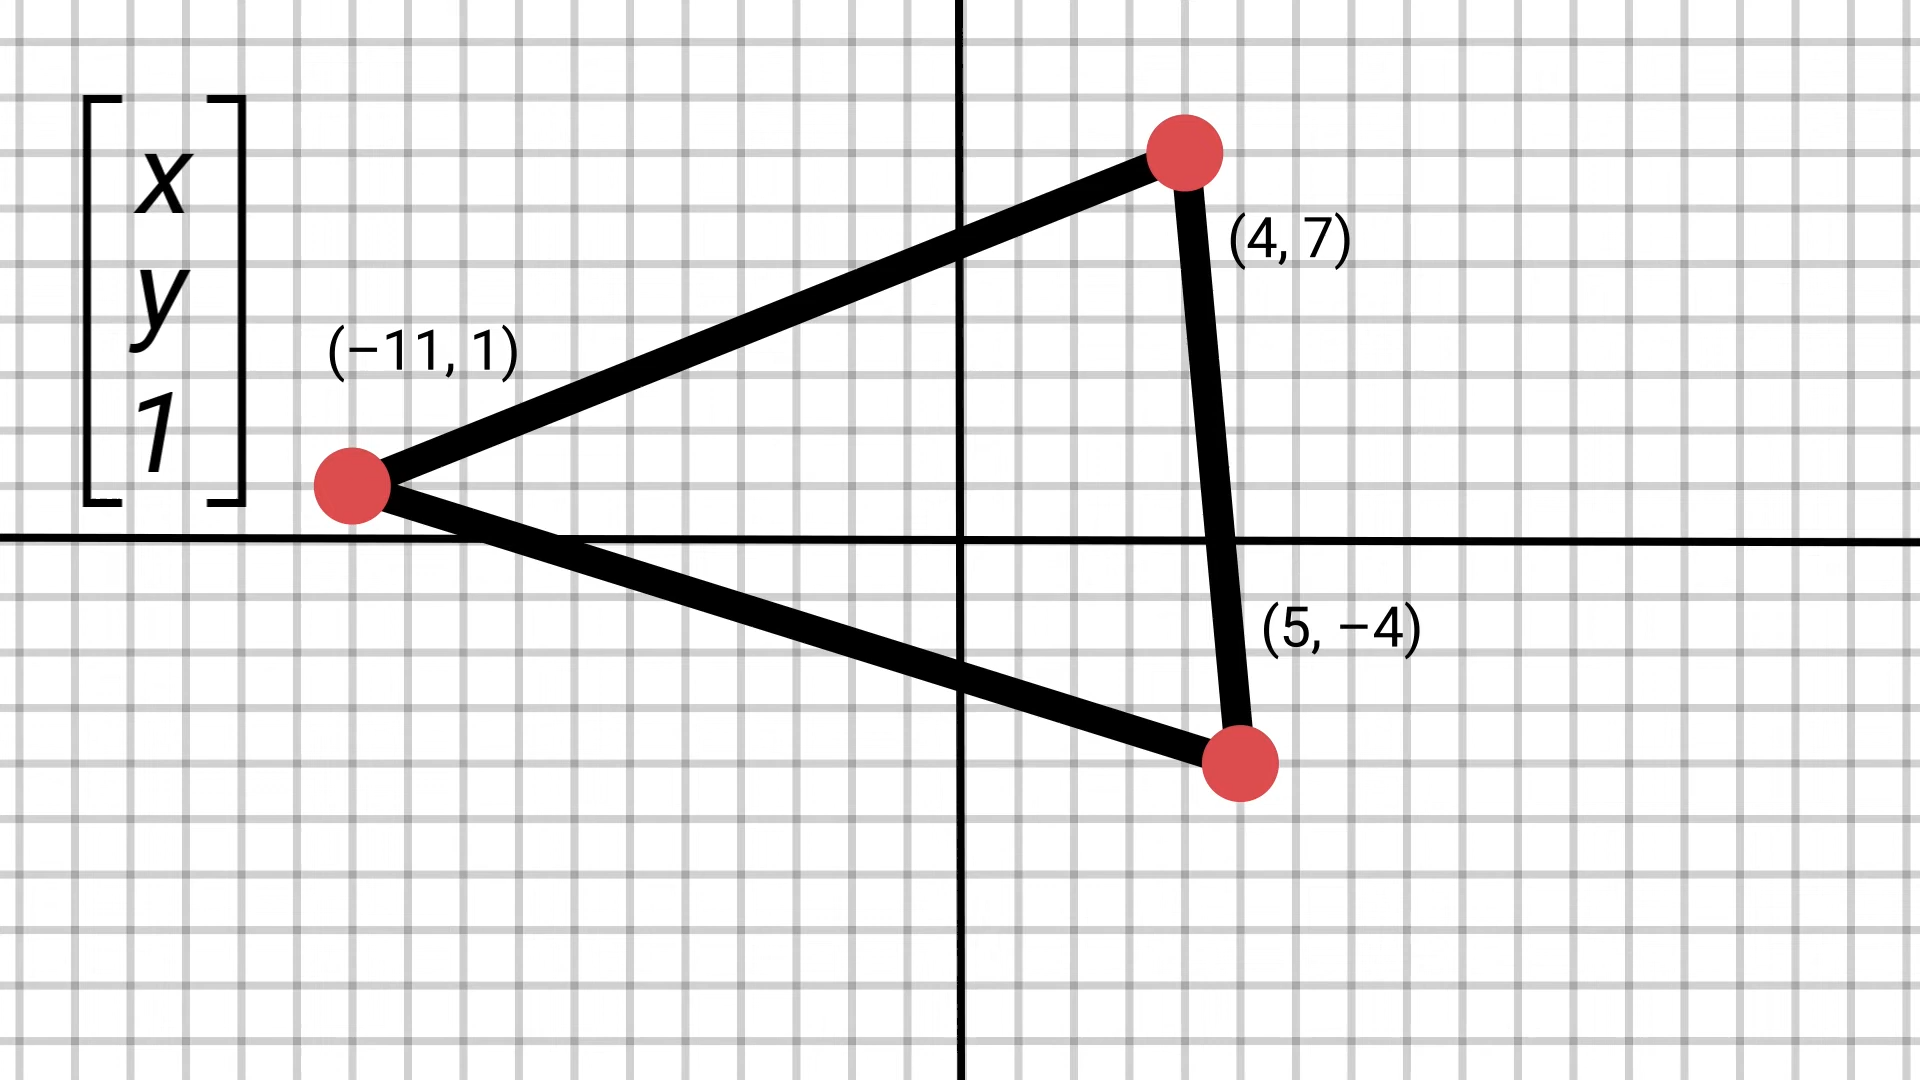 x
y
1
(−11, 1)
(4, 7)
(5, −4)